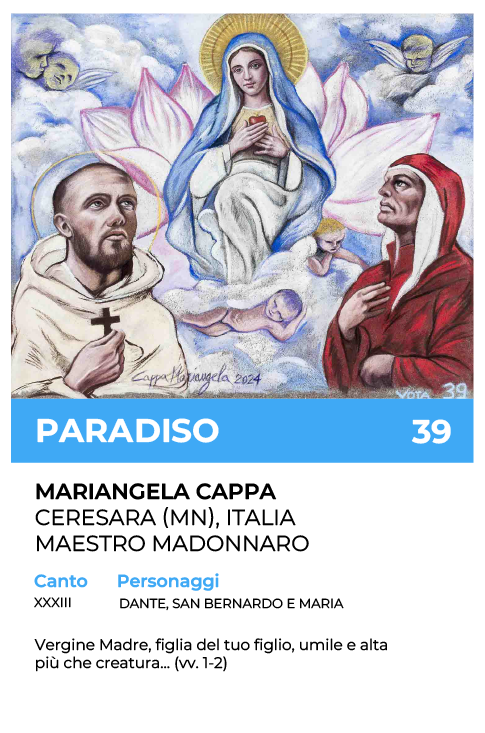 Cappa Mariangela 2024
VOTA 39
PARADISO 39
MARIANGELA CAPPA
CERESARA (MN), ITALIA
MAESTRO MADONNARO
Canto Personaggi
XXXIII DANTE, SAN BERNARDO E MARIA
Vergine Madre, figlia del tuo figlio, umile e alta
più che creatura... (vv. 1-2)